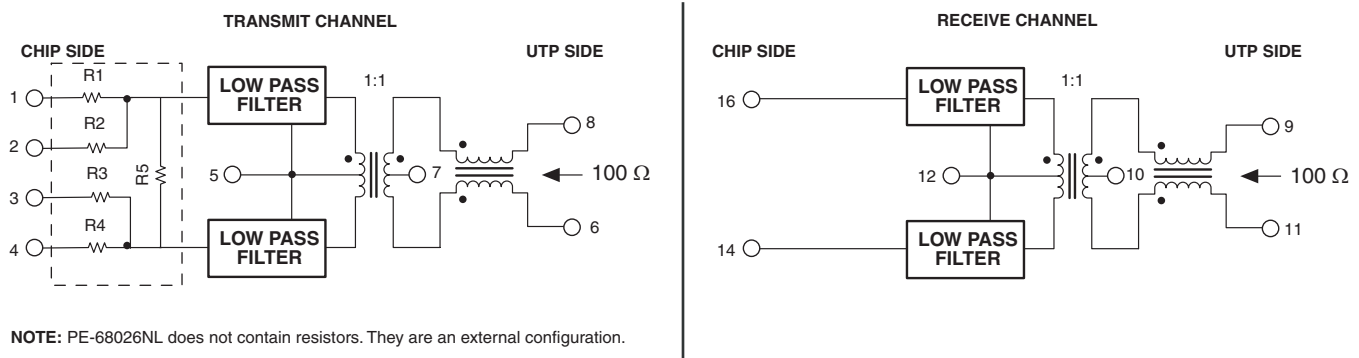 TRANSMIT CHANNEL
CHIP SIDE
UTP SIDE
R1
R2
R3
R4
R5
1
2
3
4
LOW PASS
FILTER
LOW PASS
FILTER
5
1:1
7
8
6
100 Ω
NOTE: PE-68026NL does not contain resistors. They are an external configuration.
RECEIVE CHANNEL
CHIP SIDE
UTP SIDE
16
14
LOW PASS
FILTER
LOW PASS
FILTER
12
1:1
10
9
11
100 Ω